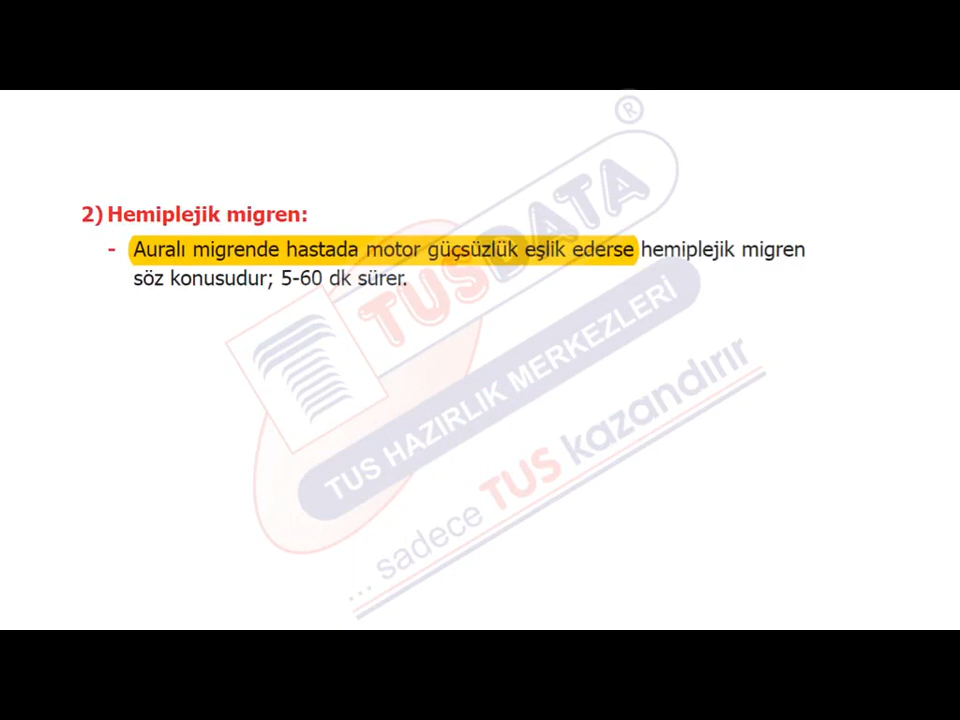 2) Hemiplejik migren:
- Auralı migrende hastada motor güçsüzlük eşlik ederse hemiplejik migren
söz konusudur; 5-60 dk sürer.
®
TUSDATA
TUS HAZIRLIK MERKEZLERİ
... sadece TUS kazandırır